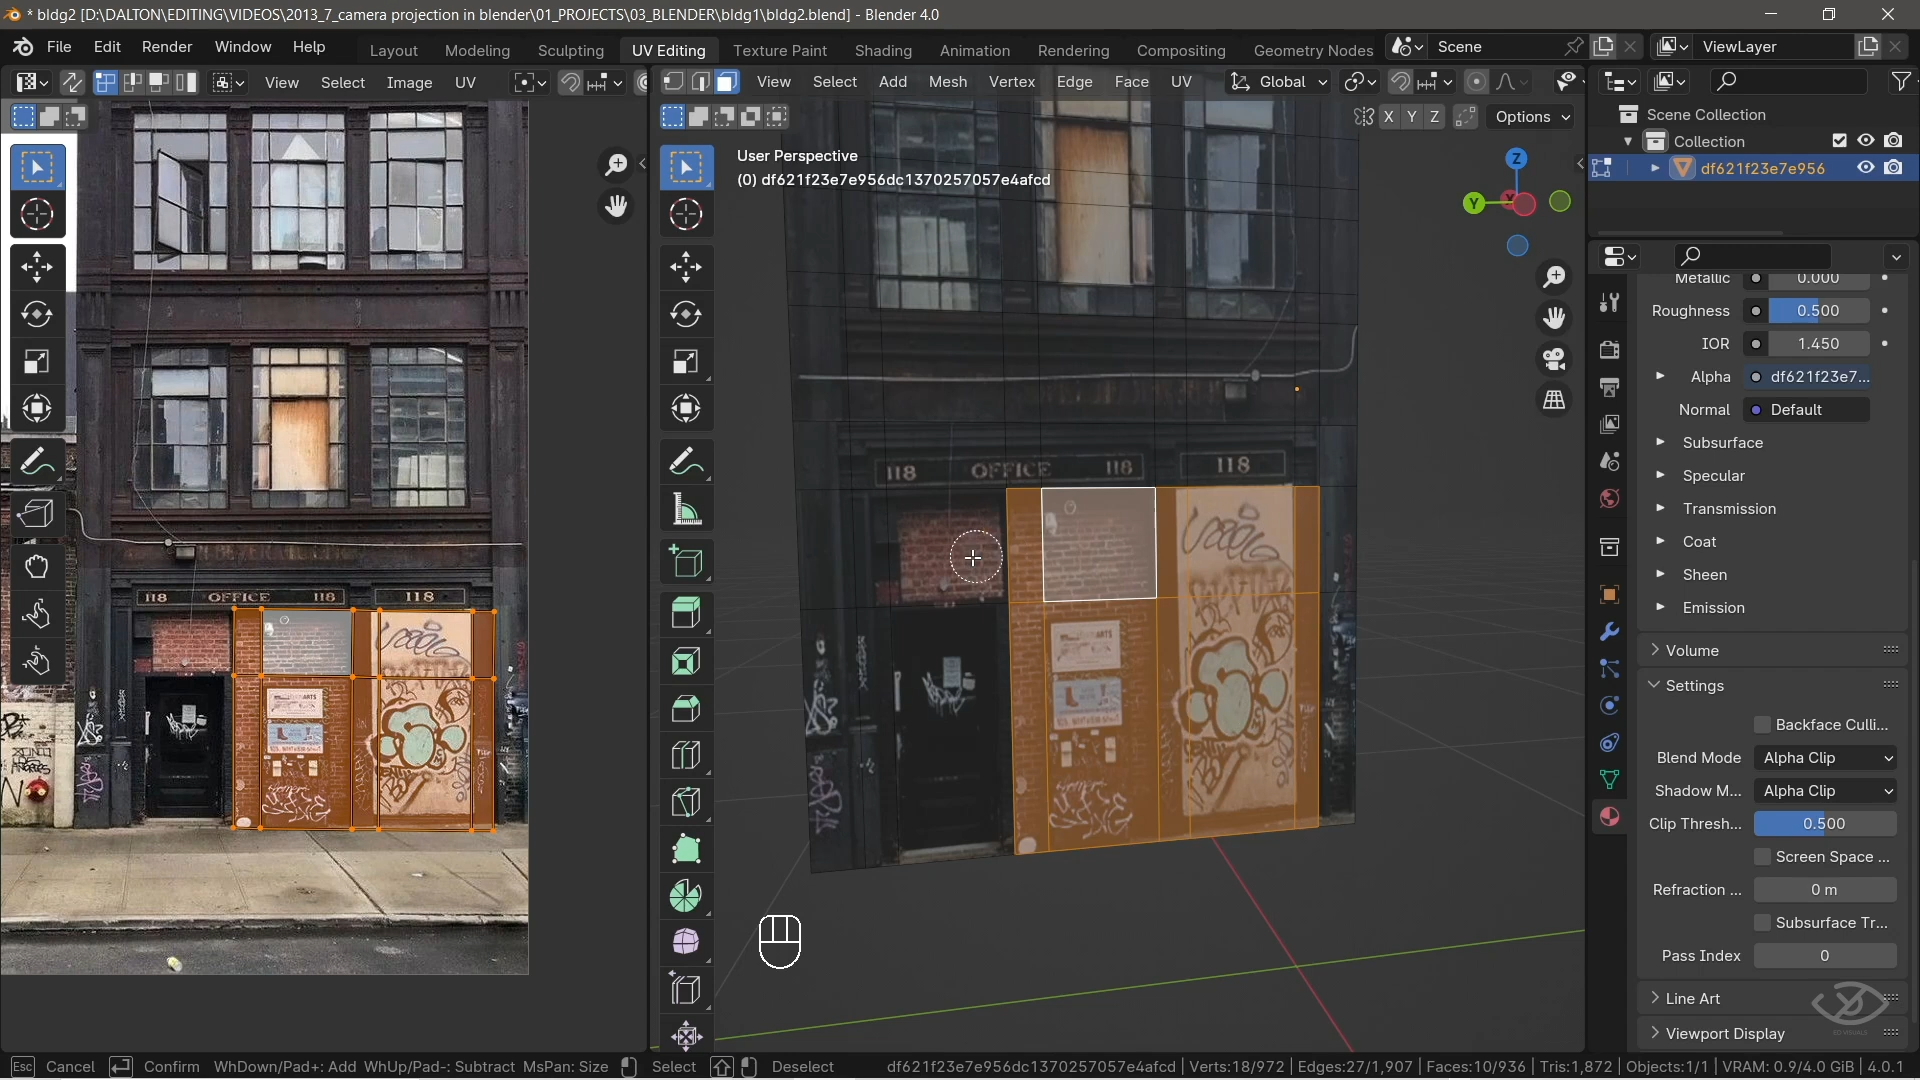 * bldg2 [D:\DALTON\EDITING\VIDEOS\2013_7_camera projection in blender\01_PROJECTS\03_BLENDER\bldg1\bldg2.blend] - Blender 4.0
File Edit Render Window Help Layout Modeling Sculpting UV Editing Texture Paint Shading Animation Rendering Compositing Geometry Nodes Scene ViewLayer
View Select Image UV View Select Add Mesh Vertex Edge Face UV Global
X Y Z Options
Scene Collection
Collection
df621f23e7e956
User Perspective
(0) df621f23e7e956dc1370257057e4afcd
Z
Y
Metallic 0.000
Roughness 0.500
IOR 1.450
Alpha df621f23e7...
Normal Default
Subsurface
Specular
Transmission
Coat
Sheen
Emission
Volume
Settings
Backface Culli...
Blend Mode Alpha Clip
Shadow M... Alpha Clip
Clip Thresh... 0.500
Screen Space ...
Refraction ... 0 m
Subsurface Tr...
Pass Index 0
Line Art
Viewport Display
118 OFFICE 118 118
118 OFFICE 118 118
Esc Cancel Confirm WhDown/Pad+: Add WhUp/Pad-: Subtract MsPan: Size Select Deselect df621f23e7e956dc1370257057e4afcd | Verts:18/972 | Edges:27/1,907 | Faces:10/936 | Tris:1,872 | Objects:1/1 | VRAM: 0.9/4.0 GiB | 4.0.1